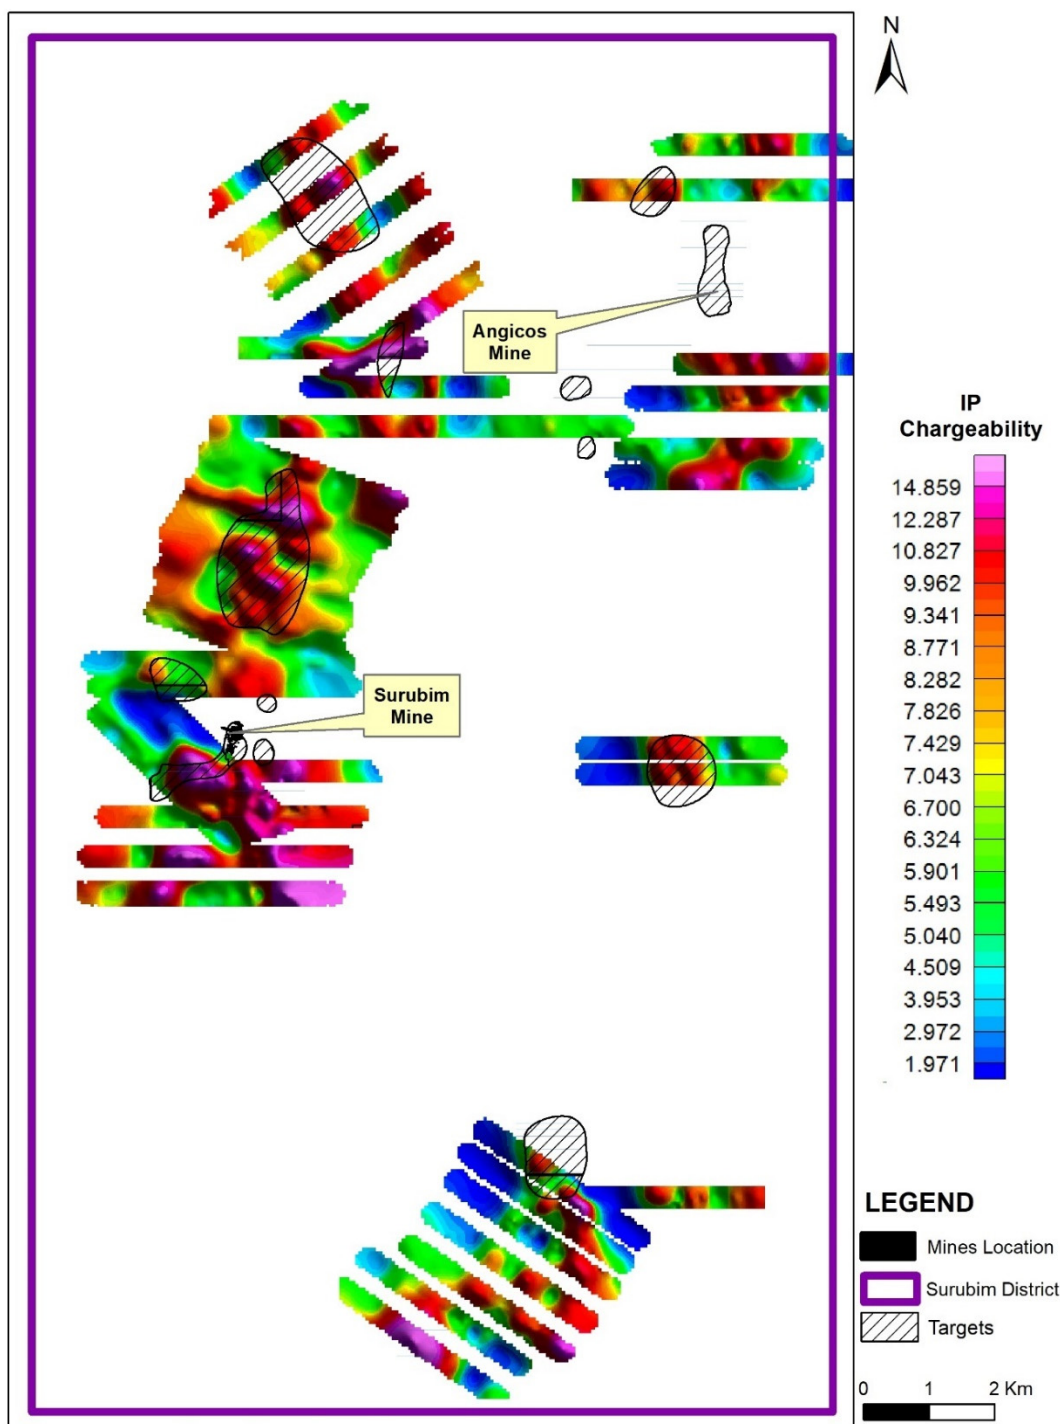 N
Angicos
Mine
Surubim
Mine
IP
Chargeability
14.859
12.287
10.827
9.962
9.341
8.771
8.282
7.826
7.429
7.043
6.700
6.324
5.901
5.493
5.040
4.509
3.953
2.972
1.971
LEGEND
Mines Location
Surubim District
Targets
0 1 2 Km